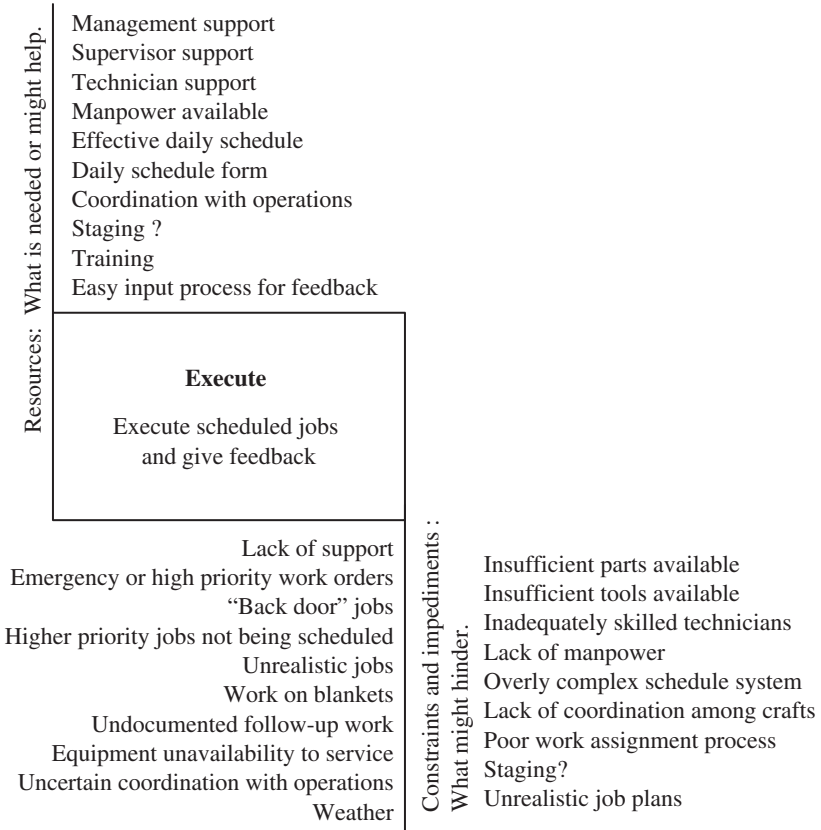 Resources: What is needed or might help.
Management support
Supervisor support
Technician support
Manpower available
Effective daily schedule
Daily schedule form
Coordination with operations
Staging ?
Training
Easy input process for feedback
Execute
Execute scheduled jobs
and give feedback
Lack of support
Emergency or high priority work orders
“Back door” jobs
Higher priority jobs not being scheduled
Unrealistic jobs
Work on blankets
Undocumented follow-up work
Equipment unavailability to service
Uncertain coordination with operations
Weather
Constraints and impediments :
What might hinder.
Insufficient parts available
Insufficient tools available
Inadequately skilled technicians
Lack of manpower
Overly complex schedule system
Lack of coordination among crafts
Poor work assignment process
Staging?
Unrealistic job plans